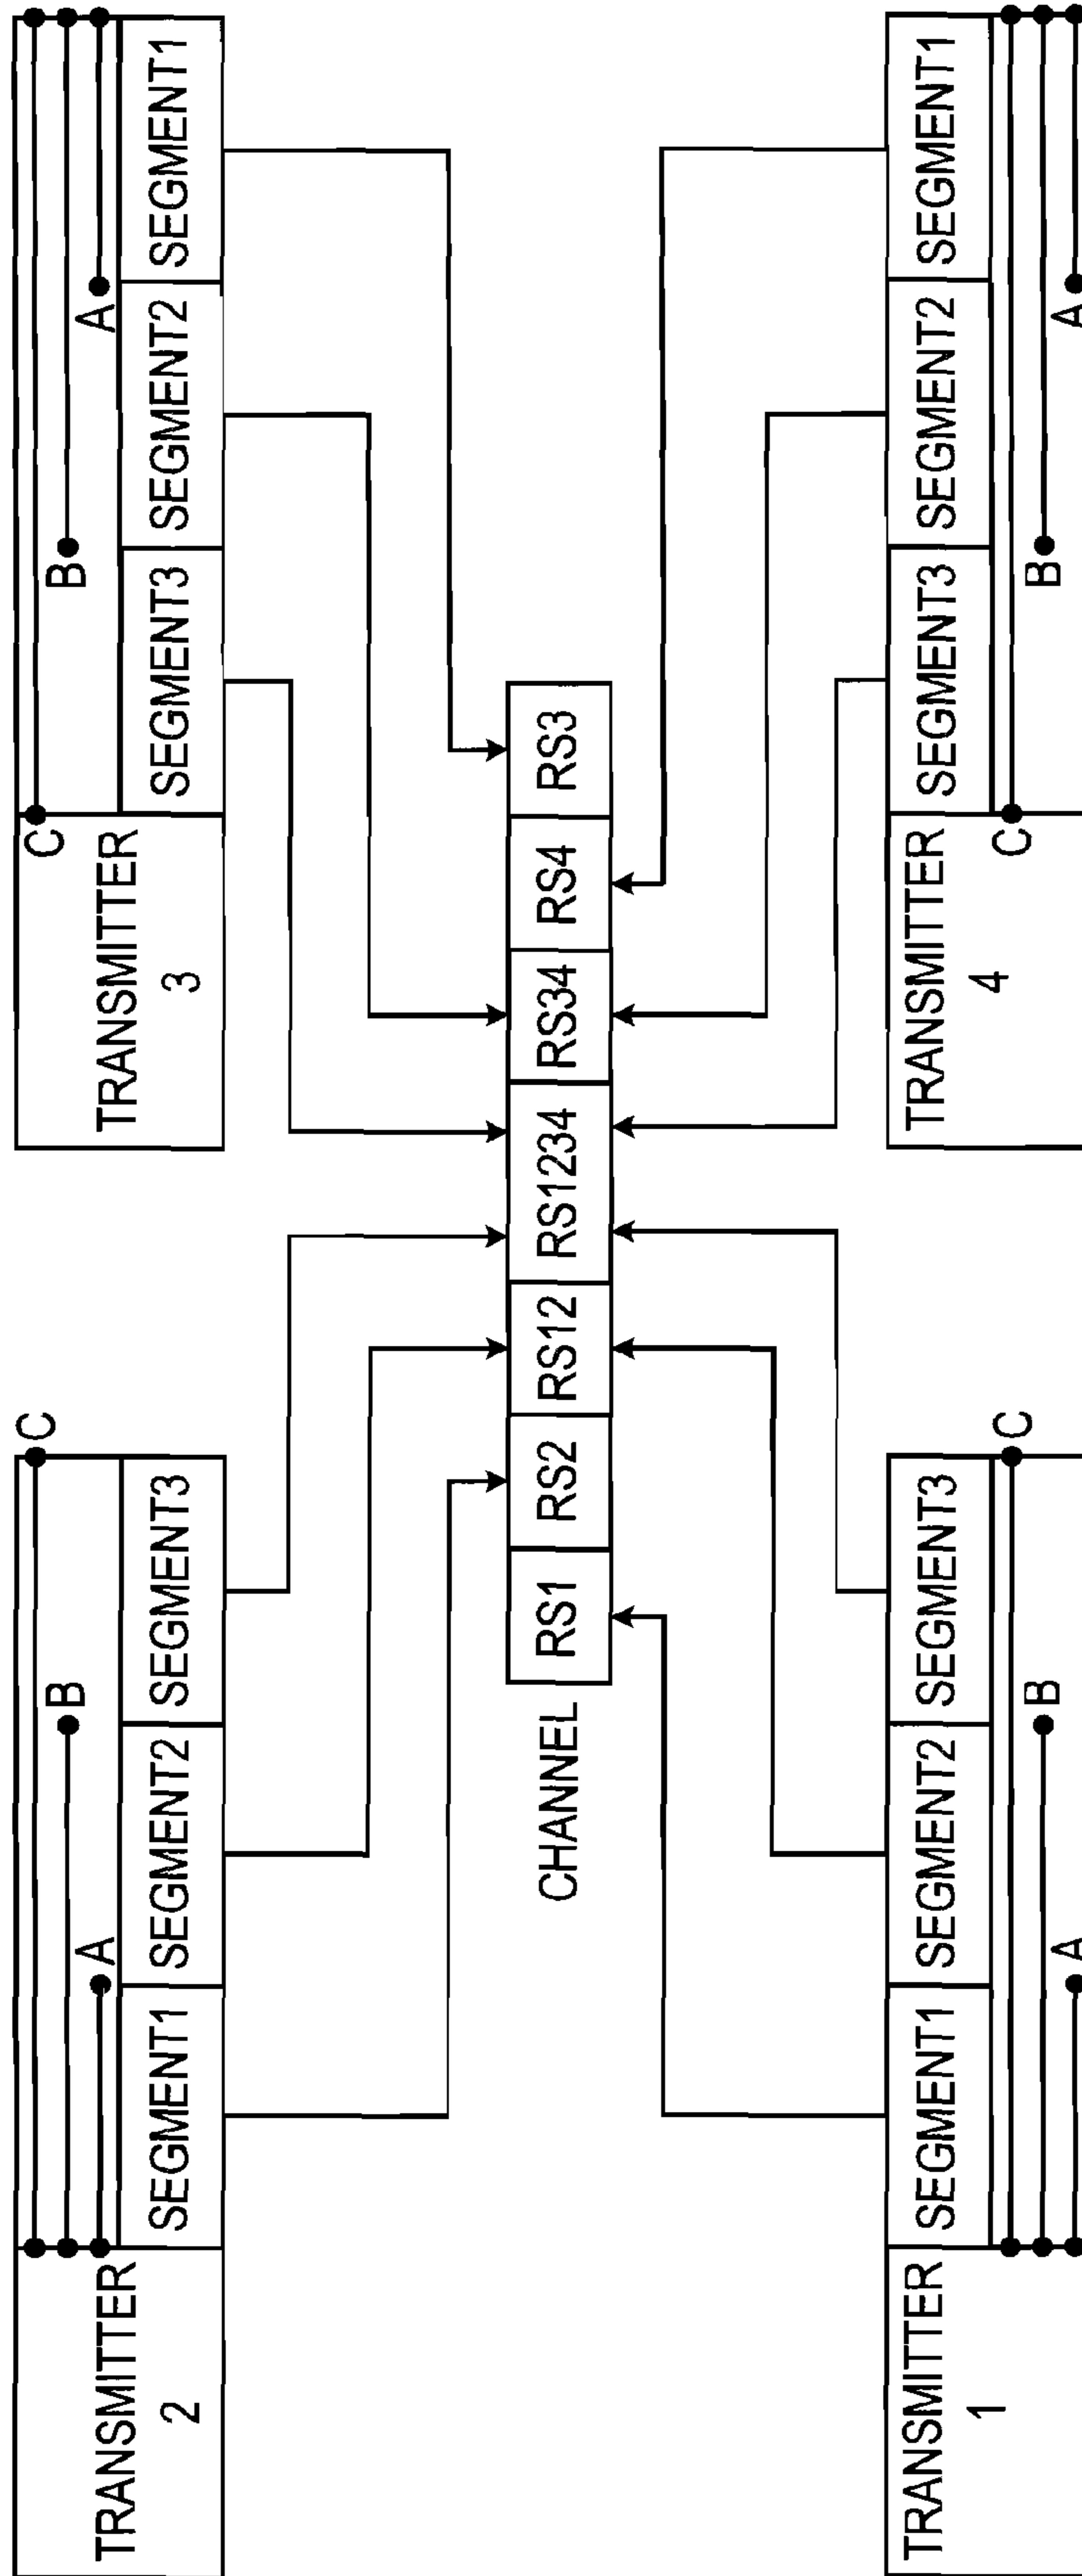 C
B
A
TRANSMITTER
2
SEGMENT1
SEGMENT2
SEGMENT3
C
B
A
TRANSMITTER
3
SEGMENT3
SEGMENT2
SEGMENT1
CHANNEL
RS1
RS2
RS12
RS1234
RS34
RS4
RS3
TRANSMITTER
1
SEGMENT1
SEGMENT2
SEGMENT3
C
B
A
TRANSMITTER
4
SEGMENT3
SEGMENT2
SEGMENT1
C
B
A